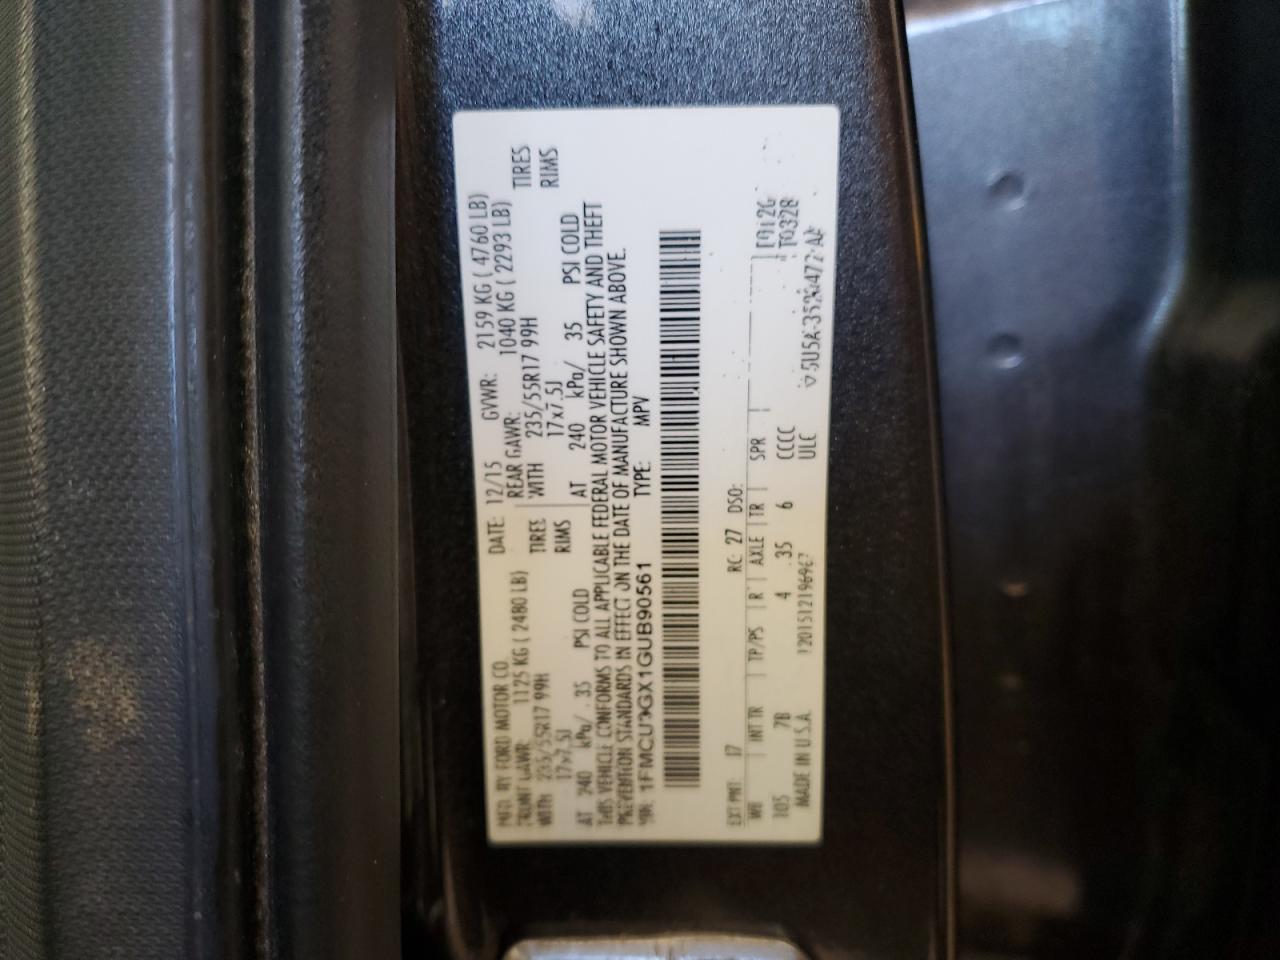 MFD. BY FORD MOTOR CO. DATE: 12/15 GVWR: 2159 KG ( 4760 LB)
FRONT GAWR: 1125 KG ( 2480 LB) REAR GAWR: 1040 KG ( 2293 LB)
WITH 235/55R17 99H TIRES WITH 235/55R17 99H TIRES
17x7.5J RIMS 17x7.5J RIMS
AT 240 kPa/ 35 PSI COLD AT 240 kPa/ 35 PSI COLD
THIS VEHICLE CONFORMS TO ALL APPLICABLE FEDERAL MOTOR VEHICLE SAFETY AND THEFT
PREVENTION STANDARDS IN EFFECT ON THE DATE OF MANUFACTURE SHOWN ABOVE.
VIN: TYPE: MPV
EXT PNT: J7 RC: 27 DSO:
WB INT TR TP/PS R AXLE TR SPR
105 7B 4 35 6 CCCC T0328
MADE IN U.S.A. ULC